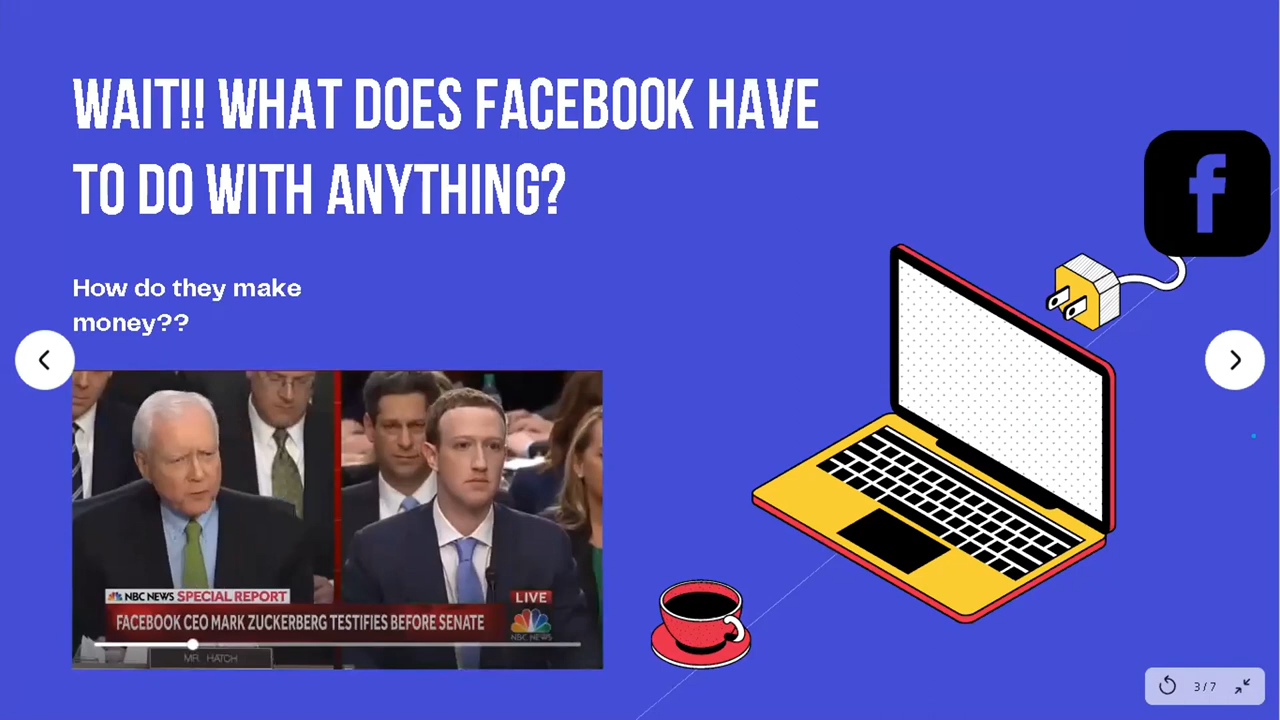 WAIT!! WHAT DOES FACEBOOK HAVE
TO DO WITH ANYTHING?
f
How do they make
money??
NBC NEWS SPECIAL REPORT
LIVE
FACEBOOK CEO MARK ZUCKERBERG TESTIFIES BEFORE SENATE
NBC NEWS
MR. HATCH
3/7